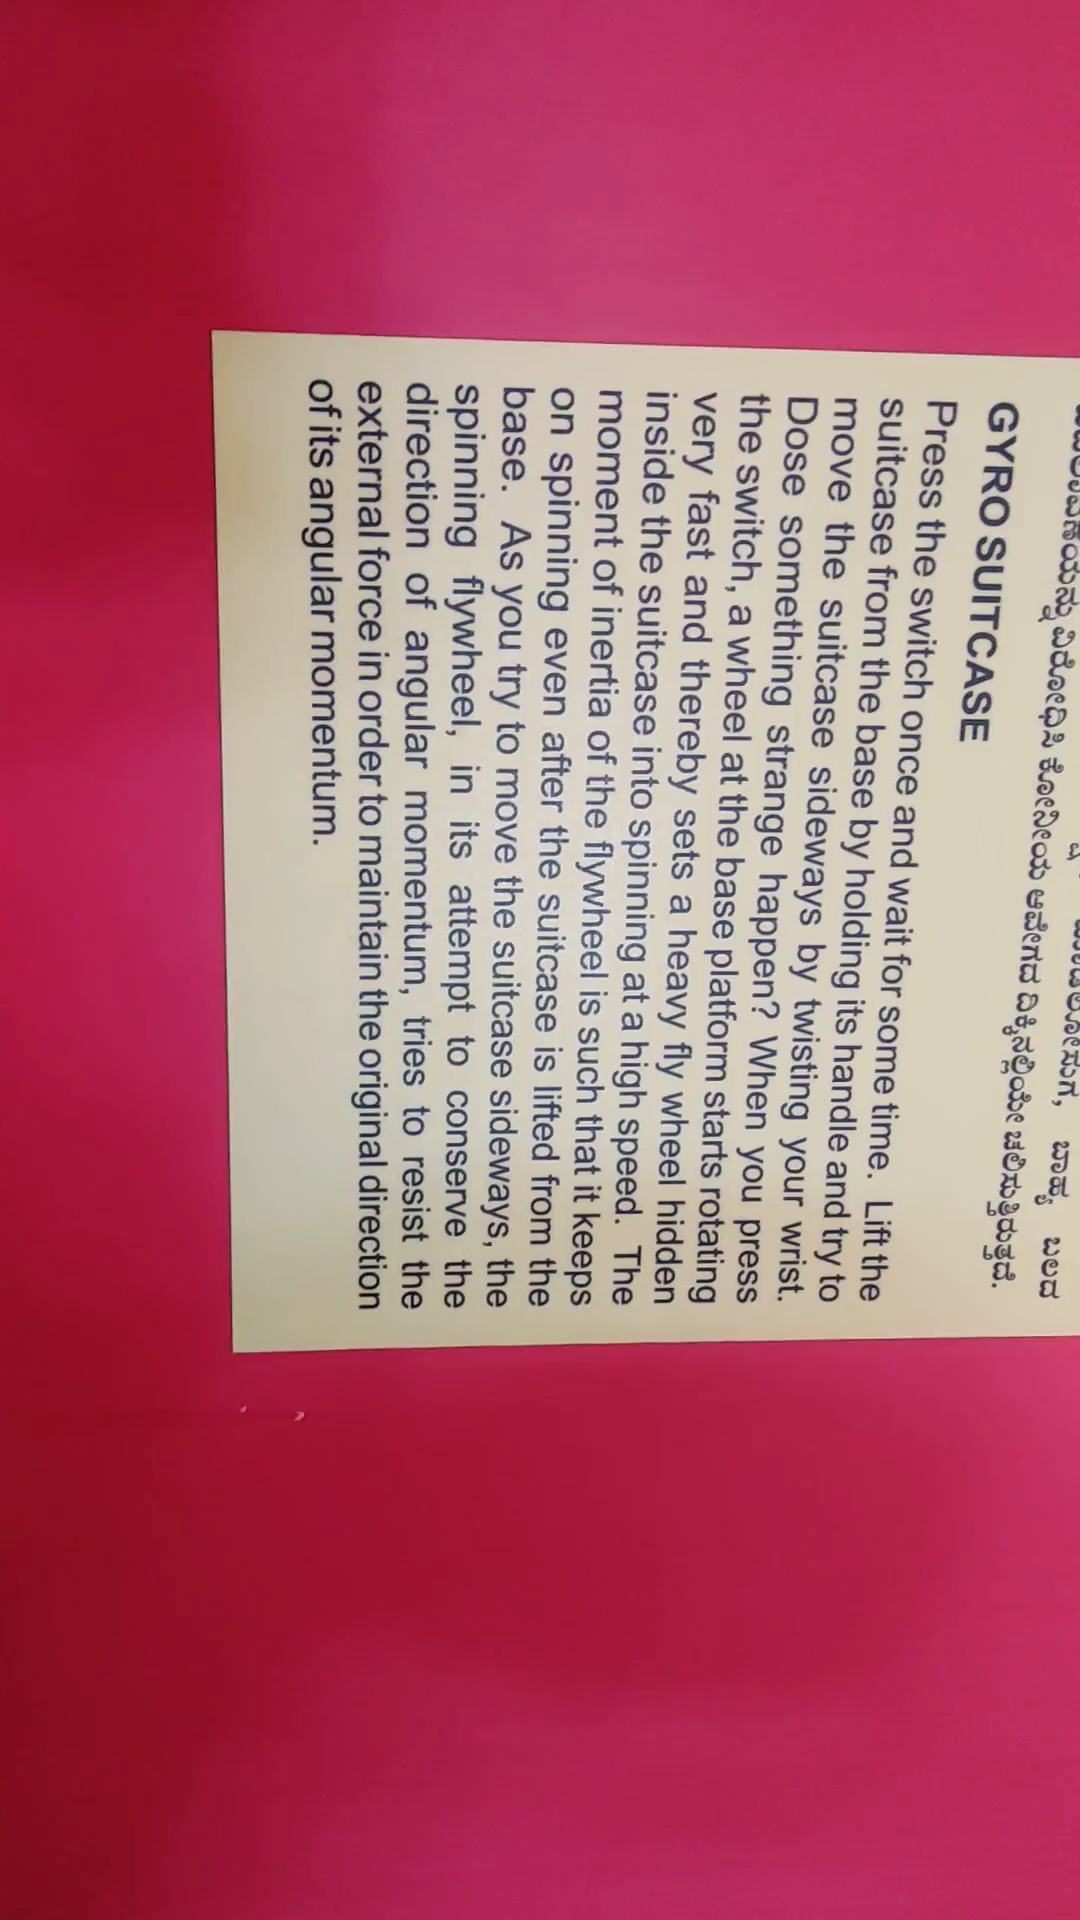 ಬಲದ
ವಿರೋಧಿಸಿ ಕೋನೀಯ ಆವೇಗದ ದಿಕ್ಕಿನಲ್ಲಿಯೇ ಚಲಿಸುತ್ತಿರುತ್ತದೆ.
GYRO SUITCASE
Press the switch once and wait for some time. Lift the
suitcase from the base by holding its handle and try to
move the suitcase sideways by twisting your wrist.
Dose something strange happen? When you press
the switch, a wheel at the base platform starts rotating
very fast and thereby sets a heavy fly wheel hidden
inside the suitcase into spinning at a high speed. The
moment of inertia of the flywheel is such that it keeps
on spinning even after the suitcase is lifted from the
base. As you try to move the suitcase sideways, the
spinning flywheel, in its attempt to conserve the
direction of angular momentum, tries to resist the
external force in order to maintain the original direction
of its angular momentum.